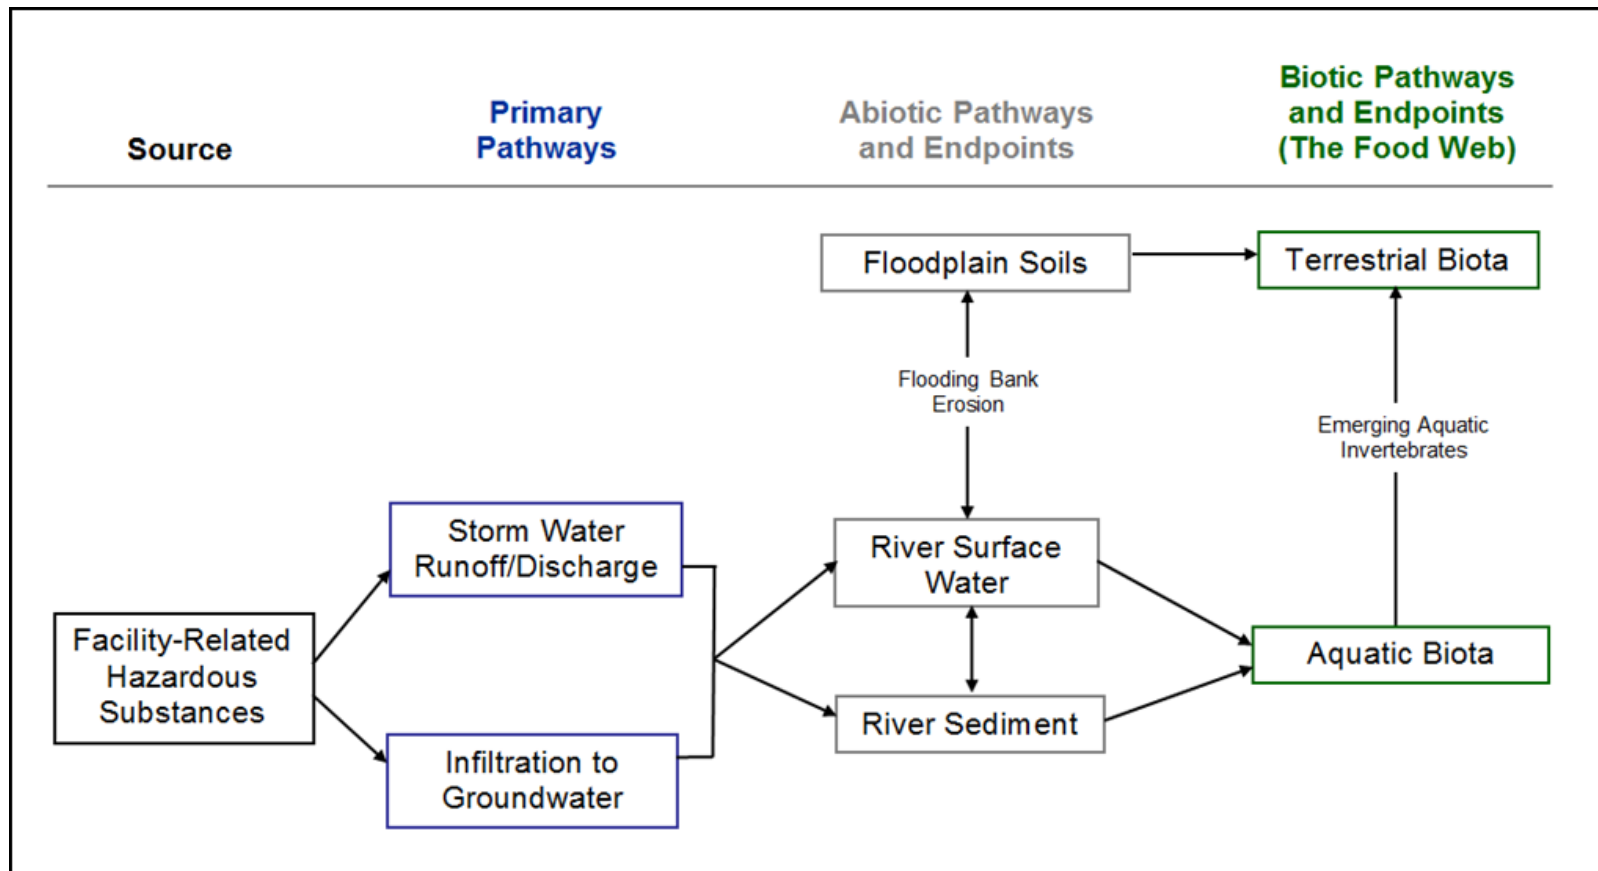 Source
Primary
Pathways
Abiotic Pathways
and Endpoints
Biotic Pathways
and Endpoints
(The Food Web)
Floodplain Soils
Terrestrial Biota
Flooding Bank
Erosion
Emerging Aquatic
Invertebrates
Storm Water
Runoff/Discharge
River Surface
Water
Facility-Related
Hazardous
Substances
Aquatic Biota
River Sediment
Infiltration to
Groundwater